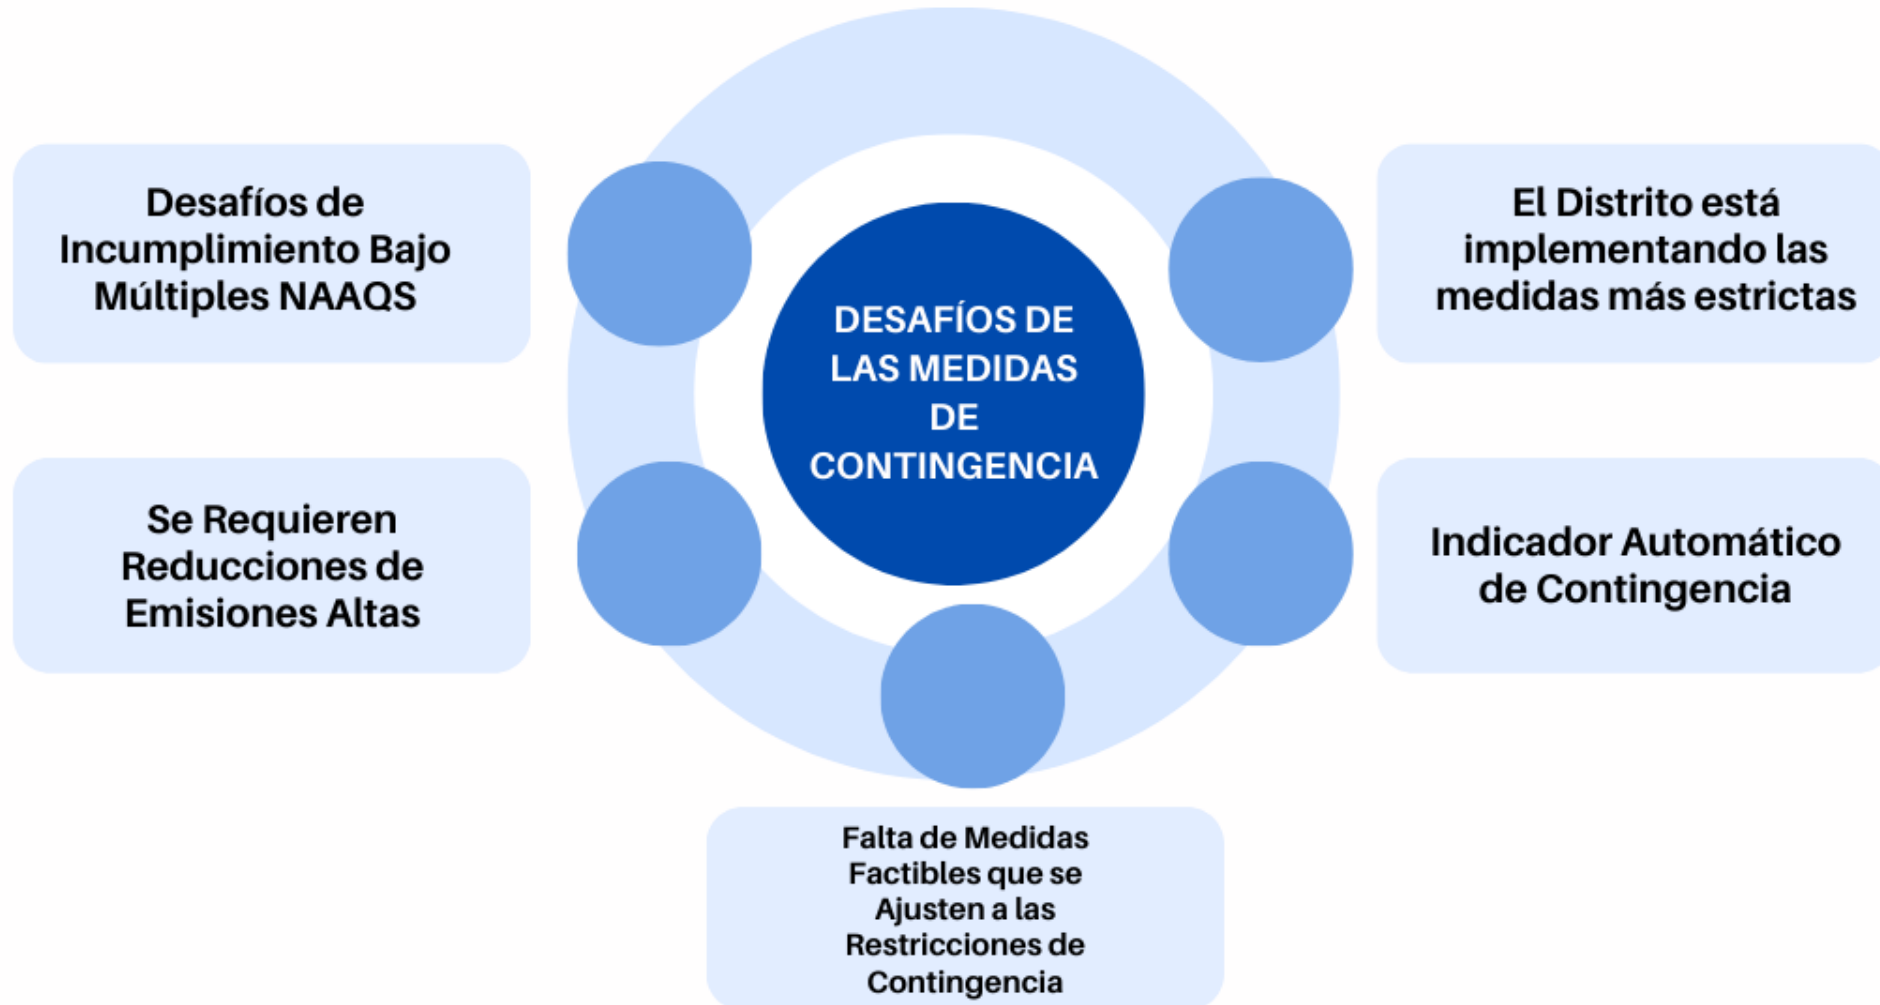 Desafíos de
Incumplimiento Bajo
Múltiples NAAQS
Se Requieren
Reducciones de
Emisiones Altas
DESAFÍOS DE
LAS MEDIDAS
DE
CONTINGENCIA
El Distrito está
implementando las
medidas más estrictas
Indicador Automático
de Contingencia
Falta de Medidas
Factibles que se
Ajusten a las
Restricciones de
Contingencia